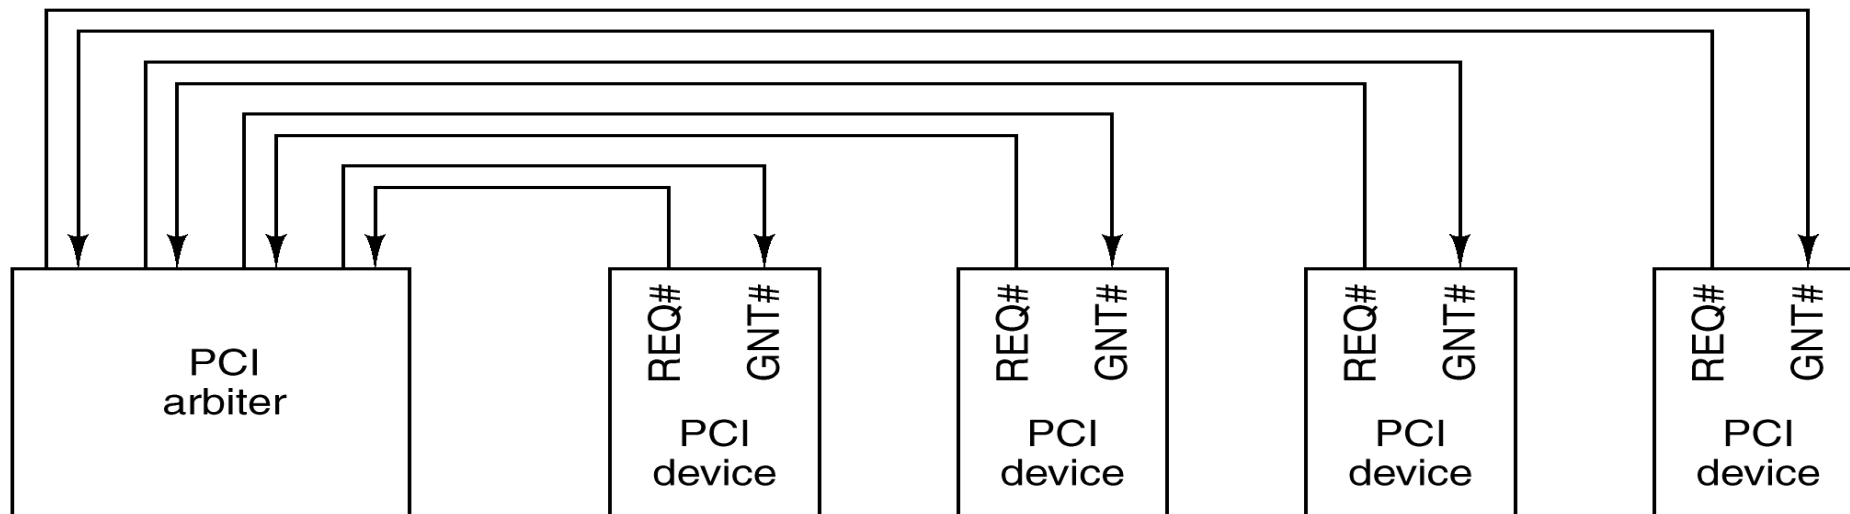 PCI
arbiter
REQ#
GNT#
PCI
device
REQ#
GNT#
PCI
device
REQ#
GNT#
PCI
device
REQ#
GNT#
PCI
device